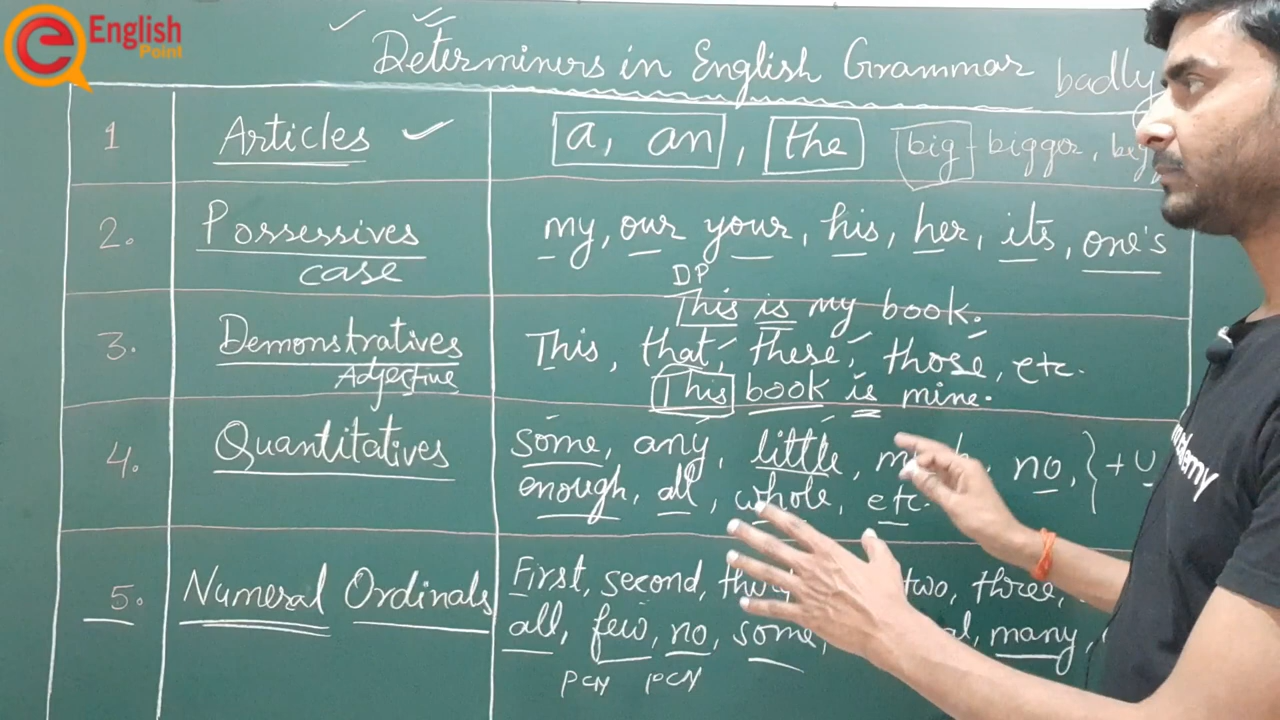 English
Point
Determiners in English Grammar badly
1 Articles a, an, the big - bigger,
2. Possessives my, our your, his, her, its, one's
case
DP
This is my book.
3. Demonstratives This, that, these, those, etc.
Adjective
This book is mine.
4. Quantitatives some, any, little, no, } + U
enough, all, whole, etc.
5. Numeral Ordinals First, second, two, three,
all, few, no, some, many,
PCN PCN